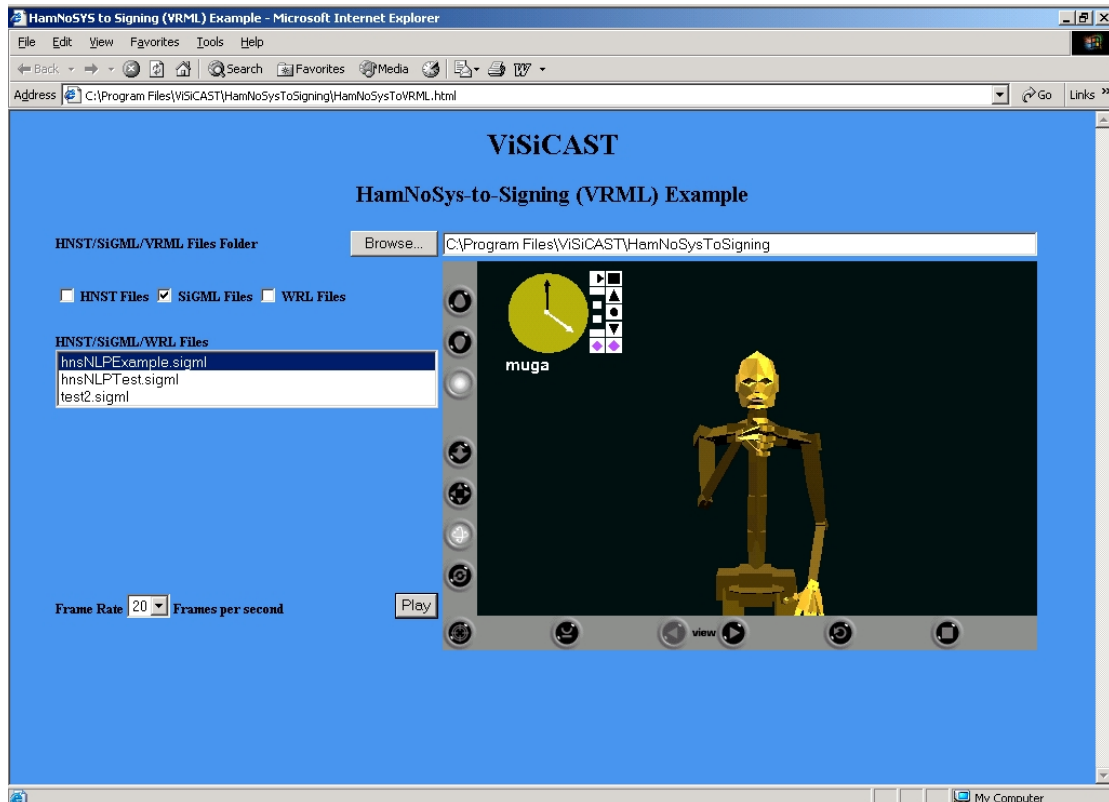 HamNoSYS to Signing (VRML) Example - Microsoft Internet Explorer
File Edit View Favorites Tools Help
Back Search Favorites Media
Address C:\Program Files\ViSiCAST\HamNoSysToSigning\HamNoSysToVRML.html Go Links »
ViSiCAST
HamNoSys-to-Signing (VRML) Example
HNST/SiGML/VRML Files Folder Browse... C:\Program Files\ViSiCAST\HamNoSysToSigning
HNST Files SiGML Files WRL Files
HNST/SiGML/WRL Files
hnsNLPExample.sigml
hnsNLPTest.sigml
test2.sigml
muga
Frame Rate 20 Frames per second Play
view
My Computer